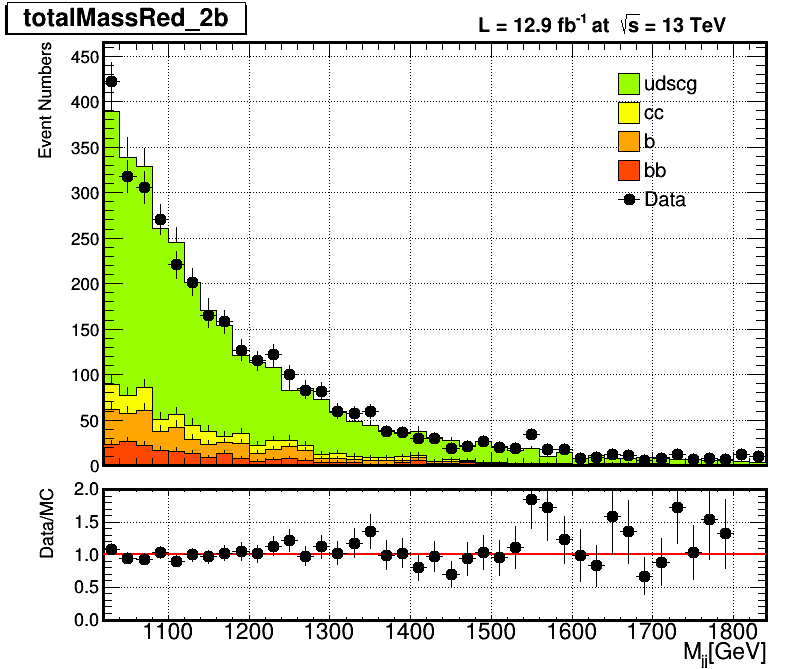 totalMassRed_2b
L = 12.9 fb⁻¹ at √s = 13 TeV
Event Numbers
450
400
350
300
250
200
150
100
50
0
udscg
cc
b
bb
Data
Data/MC
2.0
1.5
1.0
0.5
0.0
1100 1200 1300 1400 1500 1600 1700 1800
M_jj[GeV]